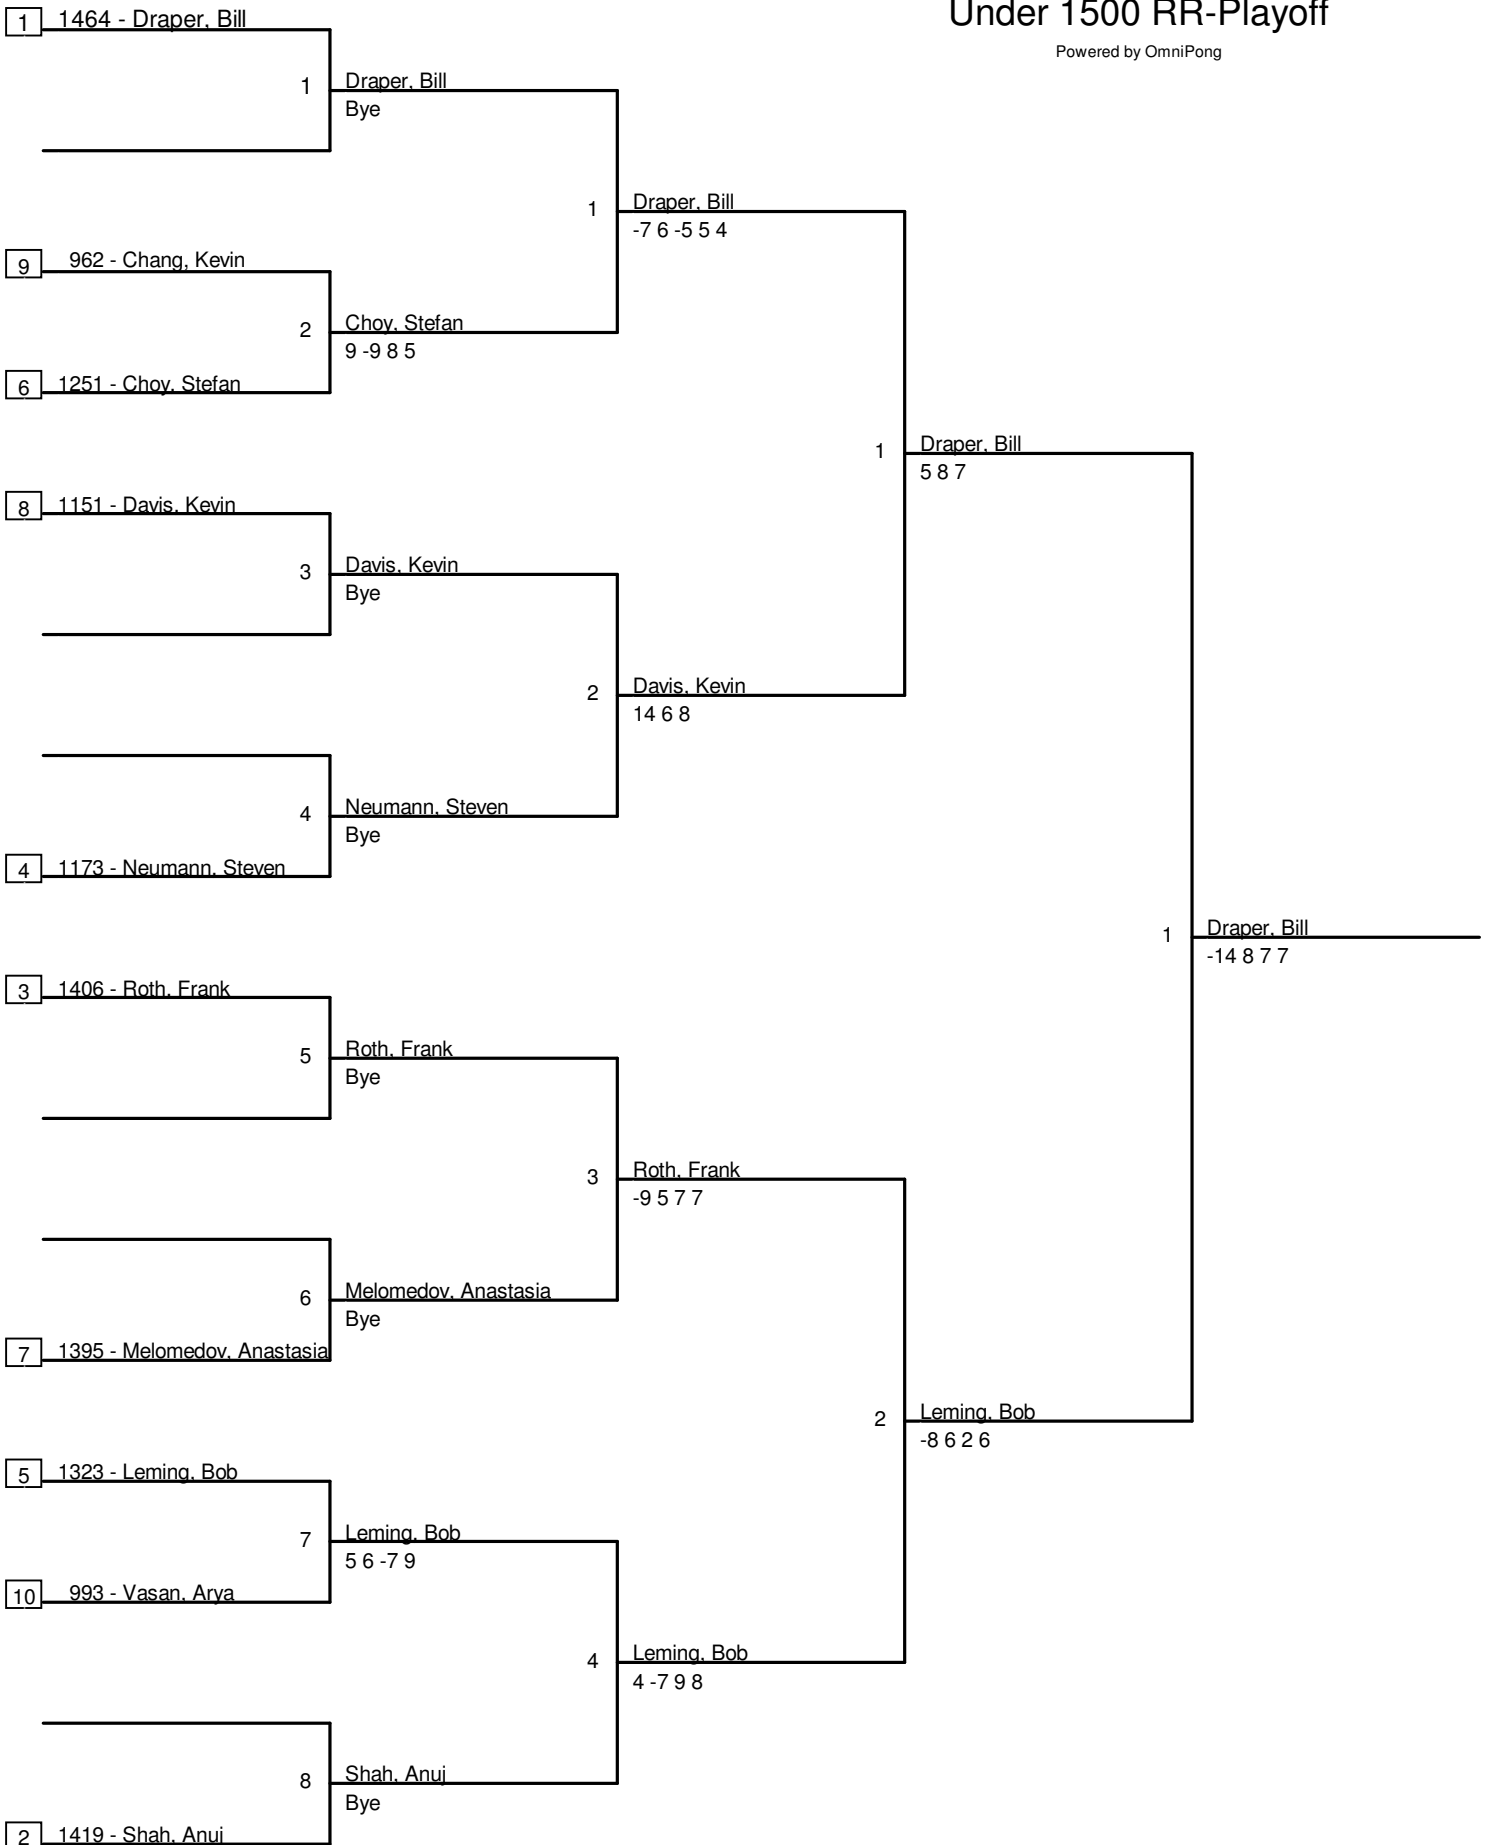 Under 1500 RR-Playoff
Powered by OmniPong
1 1464 - Draper, Bill
1 Draper, Bill
Bye
1 Draper, Bill
-7 6 -5 5 4
9 962 - Chang, Kevin
2 Choy, Stefan
9 -9 8 5
6 1251 - Choy, Stefan
1 Draper, Bill
5 8 7
8 1151 - Davis, Kevin
3 Davis, Kevin
Bye
2 Davis, Kevin
14 6 8
4 Neumann, Steven
Bye
4 1173 - Neumann, Steven
1 Draper, Bill
-14 8 7 7
3 1406 - Roth, Frank
5 Roth, Frank
Bye
3 Roth, Frank
-9 5 7 7
6 Melomedov, Anastasia
Bye
7 1395 - Melomedov, Anastasia
2 Leming, Bob
-8 6 2 6
5 1323 - Leming, Bob
7 Leming, Bob
5 6 -7 9
10 993 - Vasan, Arya
4 Leming, Bob
4 -7 9 8
8 Shah, Anuj
Bye
2 1419 - Shah, Anuj